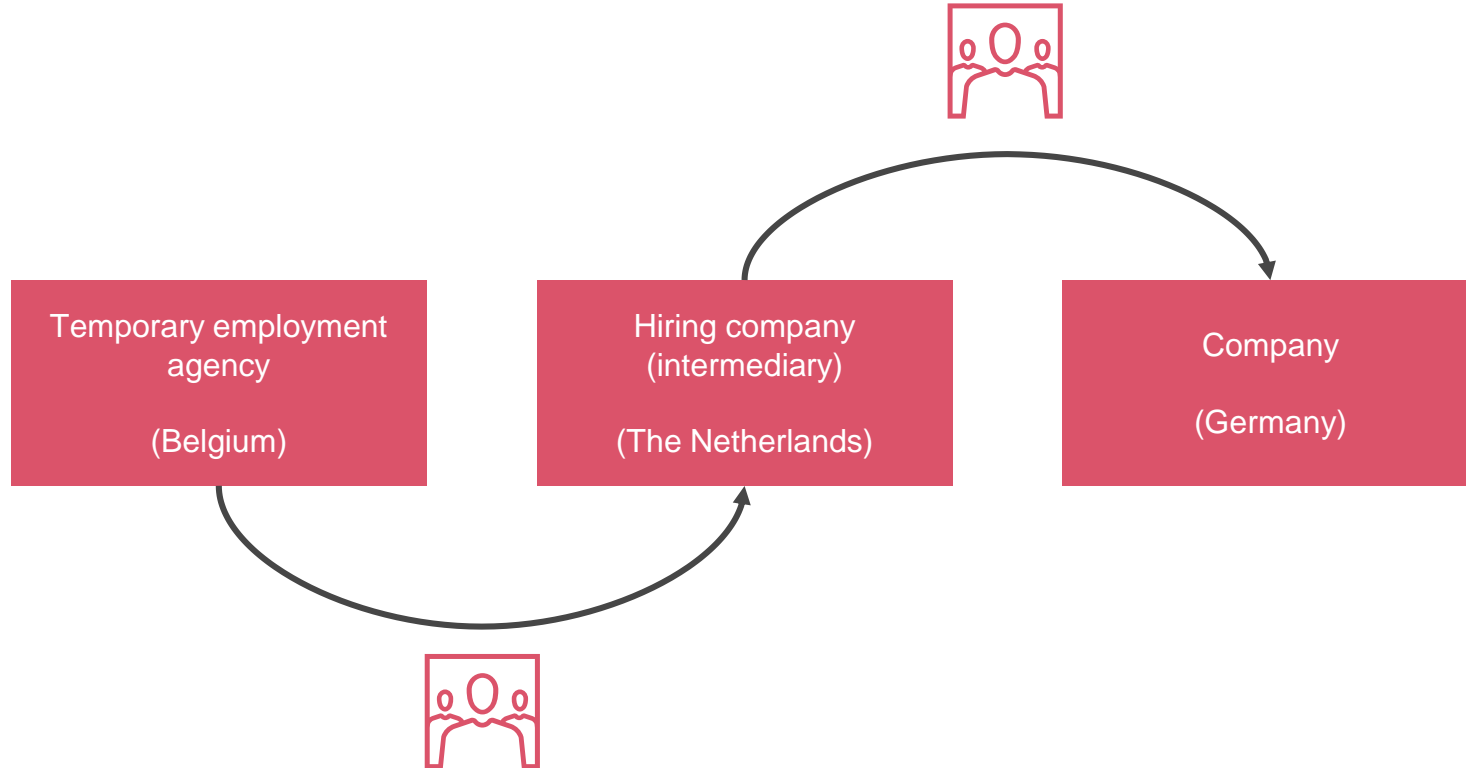 Temporary employment
agency
(Belgium)
Hiring company
(intermediary)
(The Netherlands)
Company
(Germany)